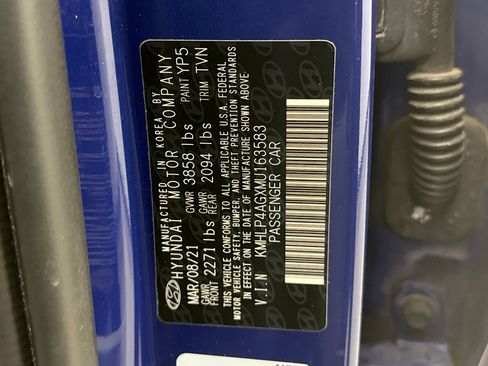 MANUFACTURED IN KOREA BY
HYUNDAI MOTOR COMPANY
MAR/08/21 GVWR 3858 lbs PAINT YP5
GAWR FRONT 2271 lbs GAWR REAR 2094 lbs TRIM TVN
THIS VEHICLE CONFORMS TO ALL APPLICABLE U.S.A. FEDERAL
MOTOR VEHICLE SAFETY, BUMPER, AND THEFT PREVENTION STANDARDS
IN EFFECT ON THE DATE OF MANUFACTURE SHOWN ABOVE.
V.I.N KMHLP4AGXMU163583
PASSENGER CAR